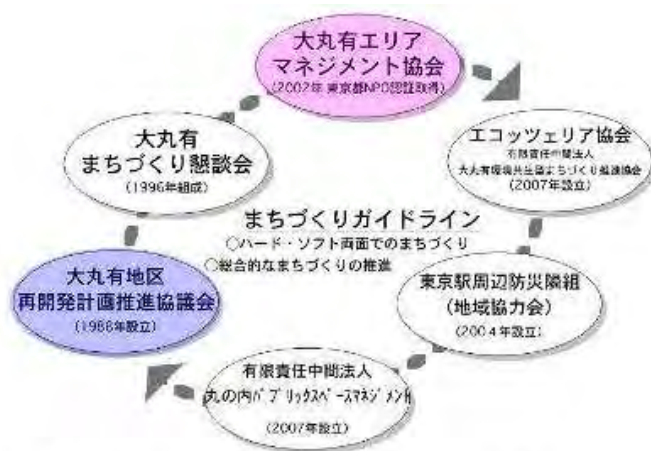 大丸有エリア
マネジメント協会
(2002年 東京都NPO認証取得)
大丸有
まちづくり懇談会
(1996年組成)
エコッツェリア協会
有限責任中間法人
大丸有環境共生型まちづくり推進協会
(2007年設立)
まちづくりガイドライン
○ハード・ソフト両面でのまちづくり
○総合的なまちづくりの推進
大丸有地区
再開発計画推進協議会
(1988年設立)
東京駅周辺防災隣組
(地域協力会)
(2004年設立)
有限責任中間法人
丸の内パブリックスペースマネジメント
(2007年設立)